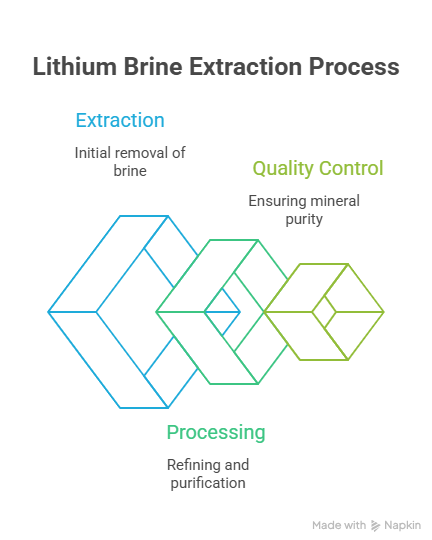 Lithium Brine Extraction Process
Extraction
Initial removal of
brine
Quality Control
Ensuring mineral
purity
Processing
Refining and
purification
Made with Napkin